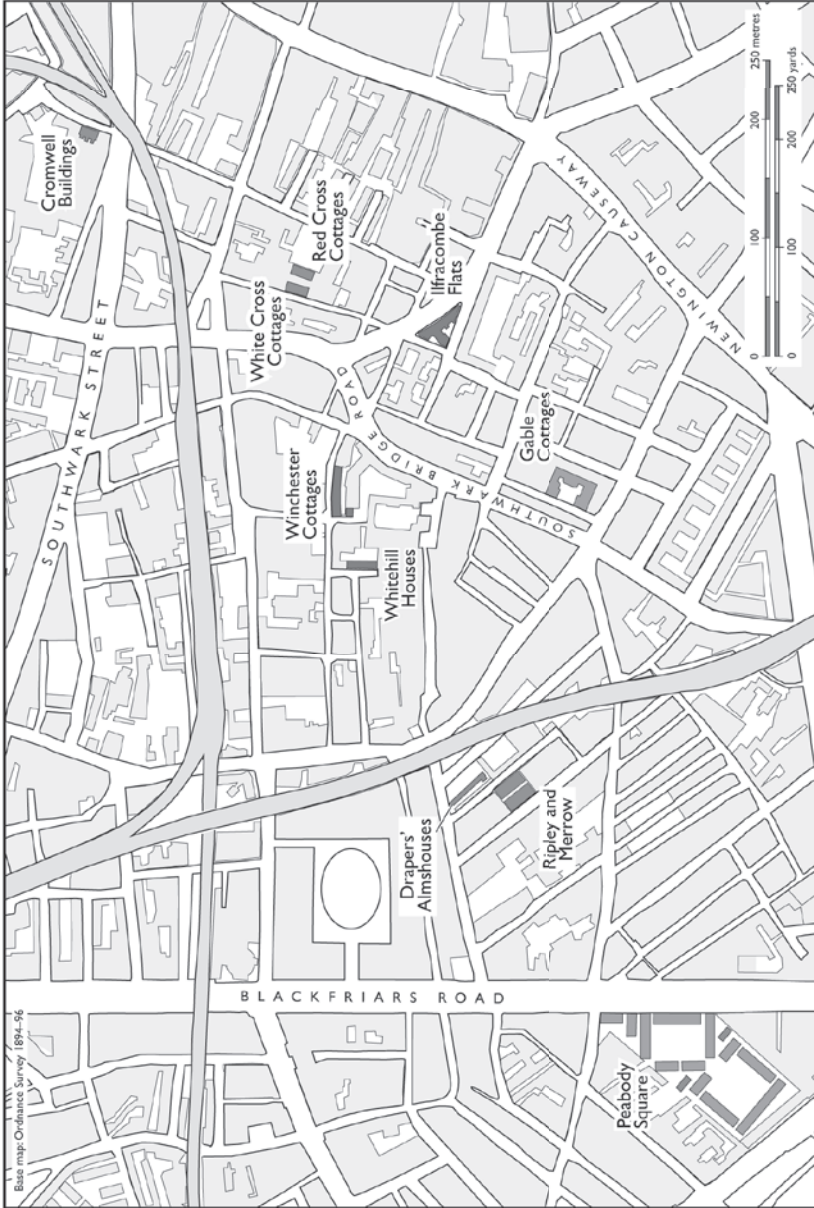 Base map: Ordnance Survey 1894–96
SOUTHWARK STREET
Cromwell
Buildings
White Cross
Cottages
Red Cross
Cottages
Winchester
Cottages
SOUTHWARK BRIDGE ROAD
Ilfracombe
Flats
Whitehill
Houses
Gable
Cottages
Drapers'
Almshouses
Ripley and
Merrow
BLACKFRIARS ROAD
Peabody
Square
NEWINGTON CAUSEWAY
0 100 200 250 metres
0 100 200 250 yards